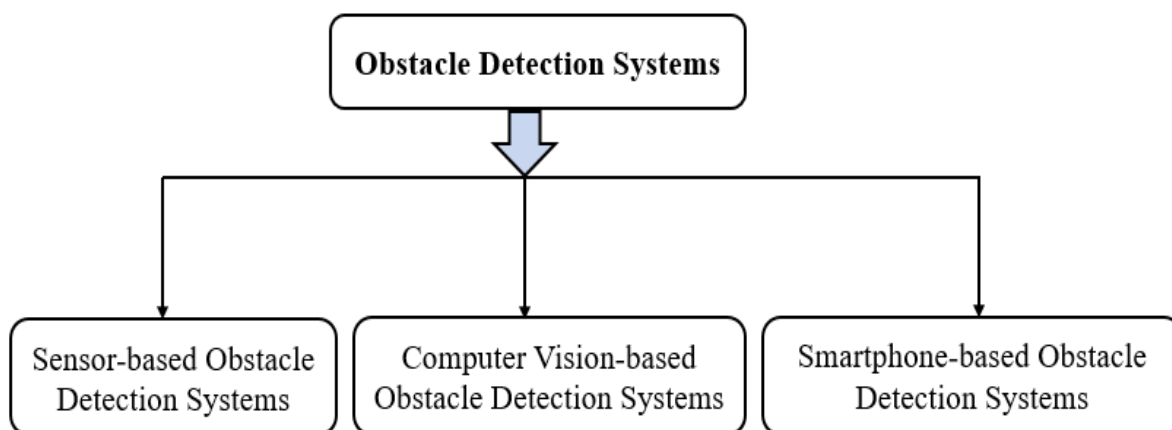 Obstacle Detection Systems
Sensor-based Obstacle
Detection Systems
Computer Vision-based
Obstacle Detection Systems
Smartphone-based Obstacle
Detection Systems